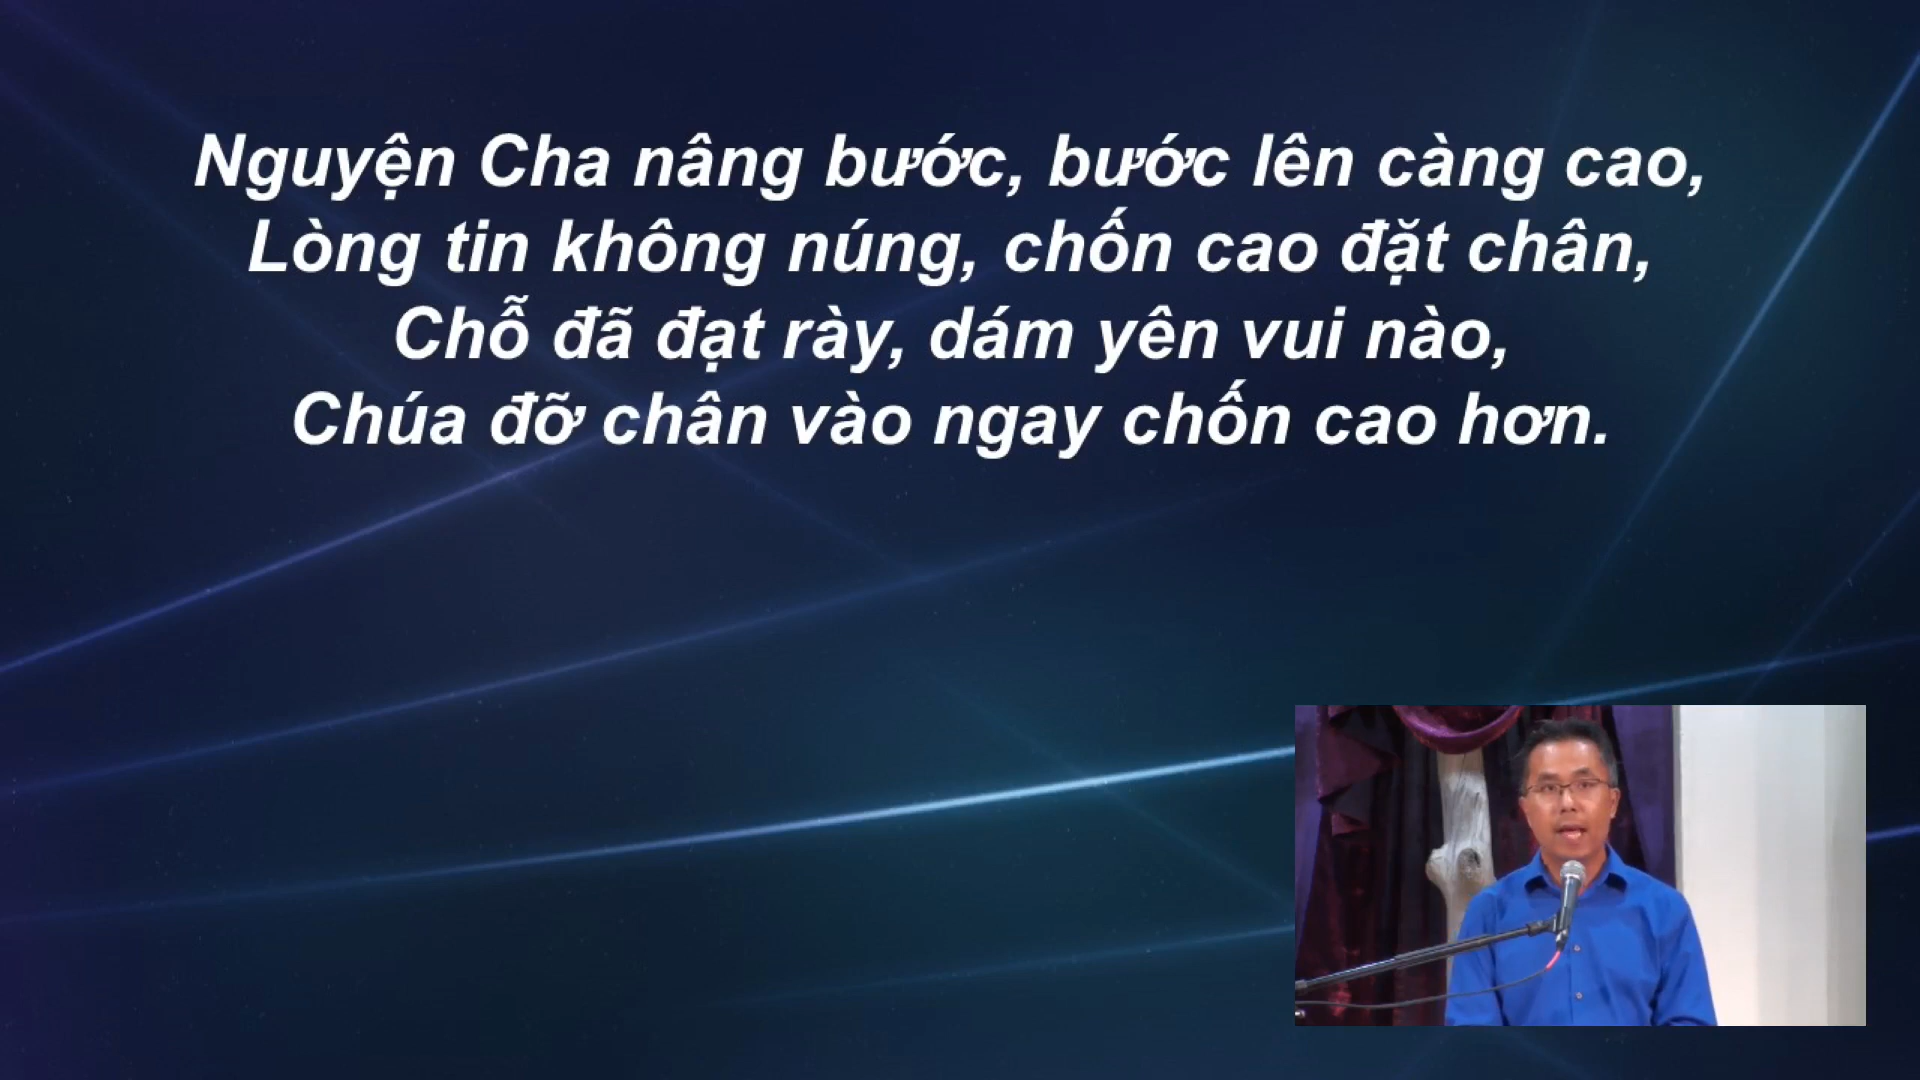 Nguyện Cha nâng bước, bước lên càng cao,
Lòng tin không núng, chốn cao đặt chân,
Chỗ đã đạt rày, dám yên vui nào,
Chúa đỡ chân vào ngay chốn cao hơn.